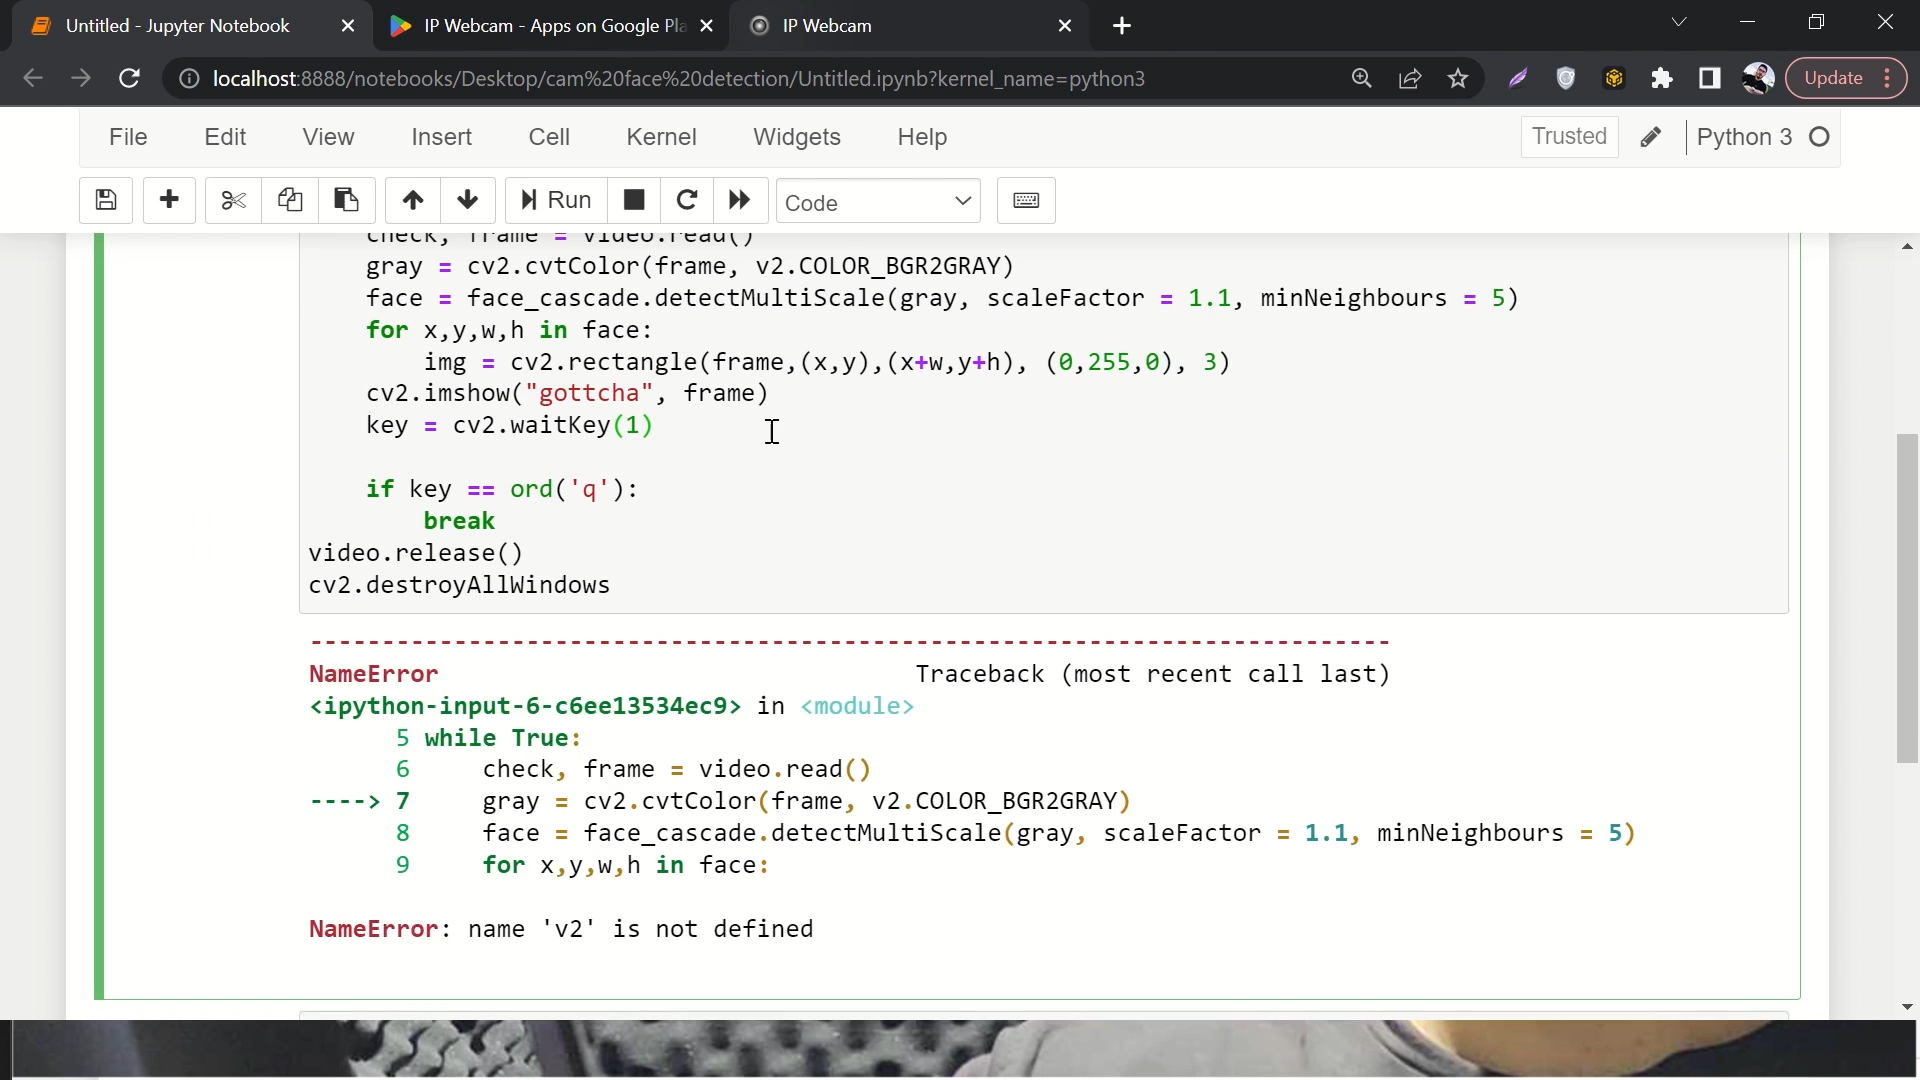 Untitled - Jupyter Notebook
IP Webcam - Apps on Google Pla
IP Webcam
localhost:8888/notebooks/Desktop/cam%20face%20detection/Untitled.ipynb?kernel_name=python3
Update
File Edit View Insert Cell Kernel Widgets Help
Trusted
Python 3
Run
Code
check, frame = video.read()
gray = cv2.cvtColor(frame, v2.COLOR_BGR2GRAY)
face = face_cascade.detectMultiScale(gray, scaleFactor = 1.1, minNeighbours = 5)
for x,y,w,h in face:
img = cv2.rectangle(frame,(x,y),(x+w,y+h), (0,255,0), 3)
cv2.imshow("gottcha", frame)
key = cv2.waitKey(1)
if key == ord('q'):
break
video.release()
cv2.destroyAllWindows
---------------------------------------------------------------------------
NameError Traceback (most recent call last)
<ipython-input-6-c6ee13534ec9> in <module>
5 while True:
6 check, frame = video.read()
----> 7 gray = cv2.cvtColor(frame, v2.COLOR_BGR2GRAY)
8 face = face_cascade.detectMultiScale(gray, scaleFactor = 1.1, minNeighbours = 5)
9 for x,y,w,h in face:
NameError: name 'v2' is not defined